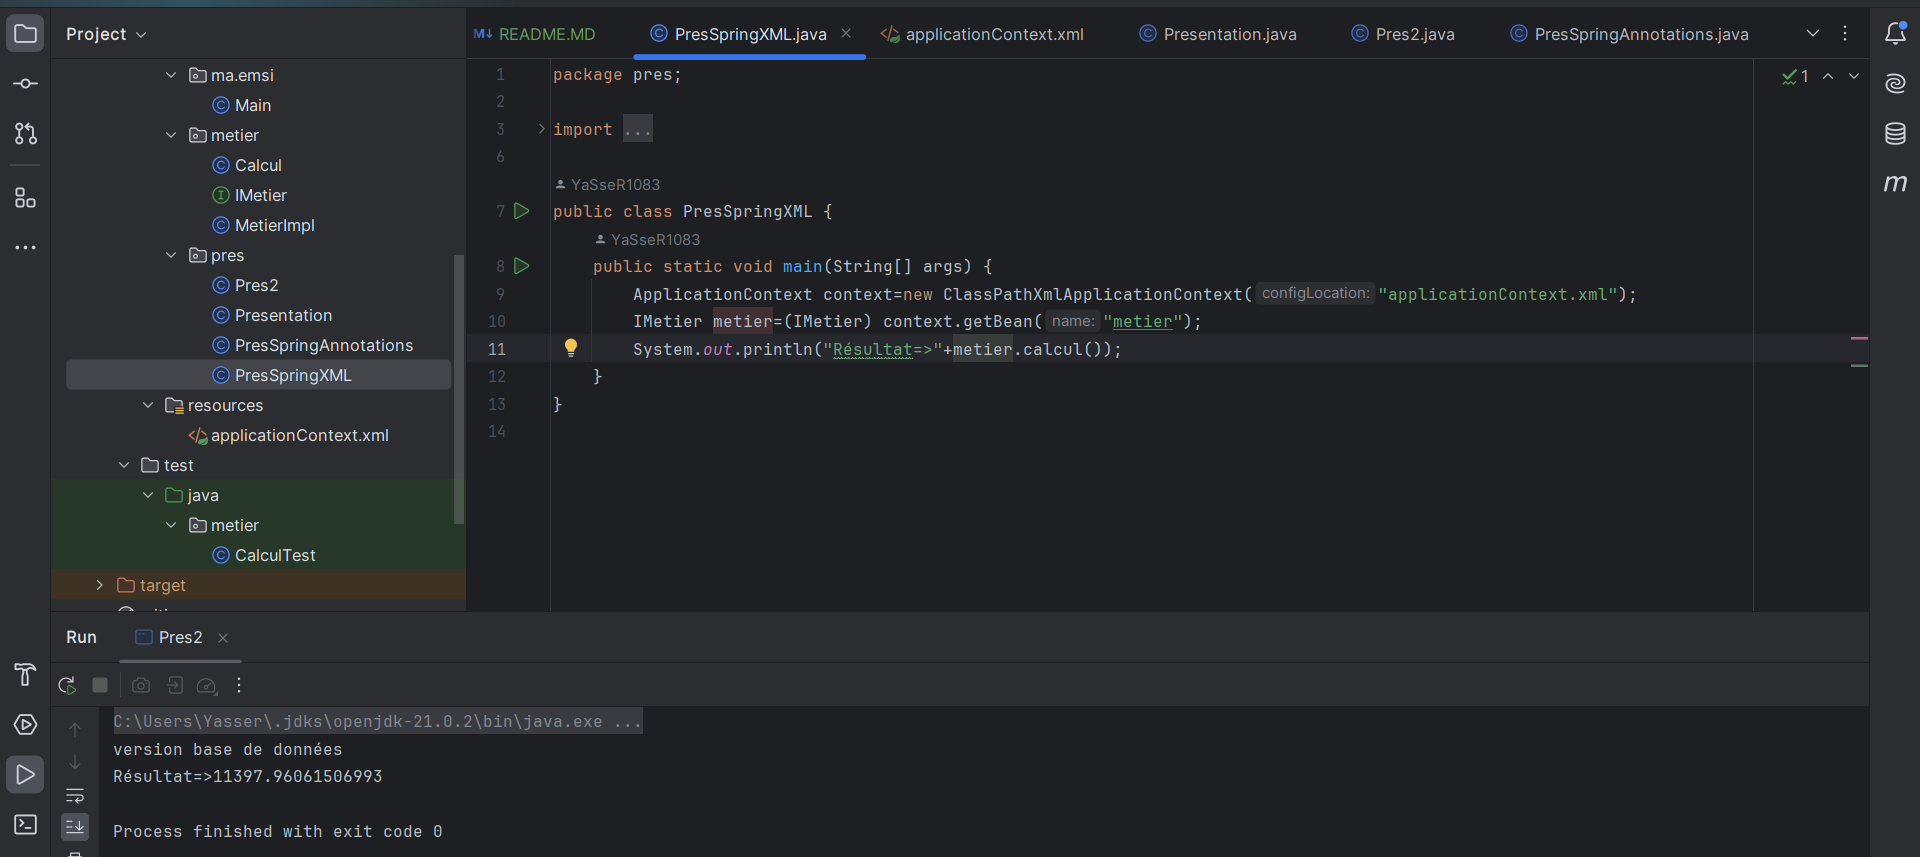 Project
ma.emsi
Main
metier
Calcul
IMetier
MetierImpl
pres
Pres2
Presentation
PresSpringAnnotations
PresSpringXML
resources
applicationContext.xml
test
java
metier
CalculTest
target
README.MD PresSpringXML.java applicationContext.xml Presentation.java Pres2.java PresSpringAnnotations.java
1 package pres;
2
3 import ...
6
YaSseR1083
7 public class PresSpringXML {
YaSseR1083
8 public static void main(String[] args) {
9 ApplicationContext context=new ClassPathXmlApplicationContext( configLocation: "applicationContext.xml");
10 IMetier metier=(IMetier) context.getBean( name: "metier");
11 System.out.println("Résultat=>"+metier.calcul());
12 }
13 }
14
1
Run Pres2
C:\Users\Yasser\.jdks\openjdk-21.0.2\bin\java.exe ...
version base de données
Résultat=>11397.96061506993
Process finished with exit code 0